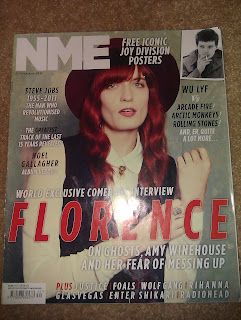 NME
FREE ICONIC
JOY DIVISION
POSTERS
STEVE JOBS
1955-2011
THE MAN WHO
REVOLUTIONISED
MUSIC
WU LYF
ARCADE FIRE
ARCTIC MONKEYS
ROLLING STONES
AND, ER, QUITE
A LOT MORE...
THE GREATEST
TRACK OF THE LAST
15 YEARS REVEALED
NOEL
GALLAGHER
WORLD EXCLUSIVE COMEBACK INTERVIEW
FLORENCE
ON GHOSTS, AMY WINEHOUSE
AND HER FEAR OF MESSING UP
PLUS JUSTICE FOALS WOLFGANG RIHANNA
GLASVEGAS ENTER SHIKARI RADIOHEAD